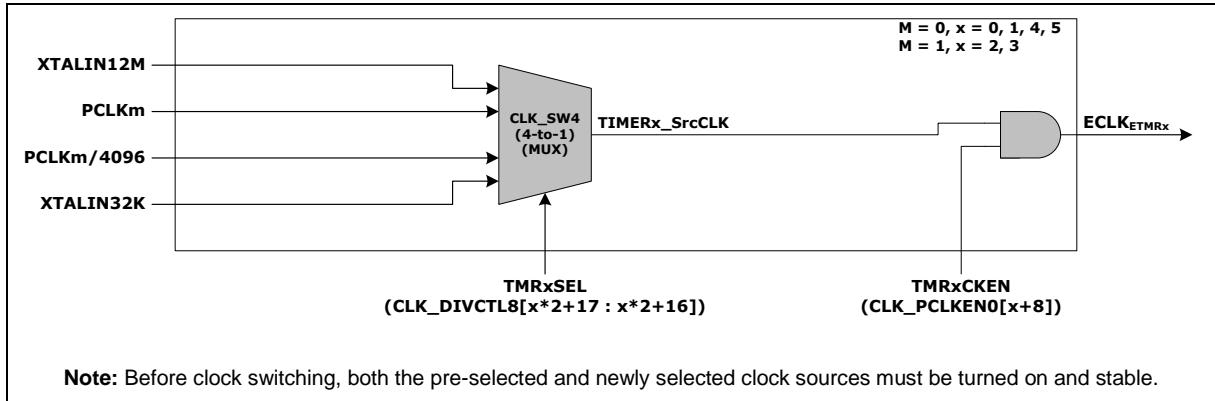 M = 0, x = 0, 1, 4, 5
M = 1, x = 2, 3
XTALIN12M
PCLKm
PCLKm/4096
XTALIN32K
CLK_SW4
(4-to-1)
(MUX)
TIMERx_SrcCLK
ECLKETMRx
TMRxSEL
(CLK_DIVCTL8[x*2+17 : x*2+16])
TMRxCKEN
(CLK_PCLKEN0[x+8])
Note: Before clock switching, both the pre-selected and newly selected clock sources must be turned on and stable.